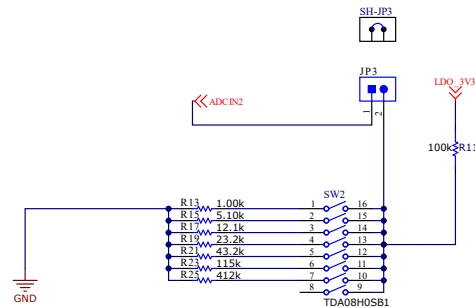 SH-JP3
JP3
LDO_3V3
ADCIN2
1
2
100k R11
R13 1.00k 1 SW2 16
R15 5.10k 2 15
R17 12.1k 3 14
R19 23.2k 4 13
R21 43.2k 5 12
R23 115k 6 11
R25 412k 7 10
8 9
GND
TDA08H0SB1